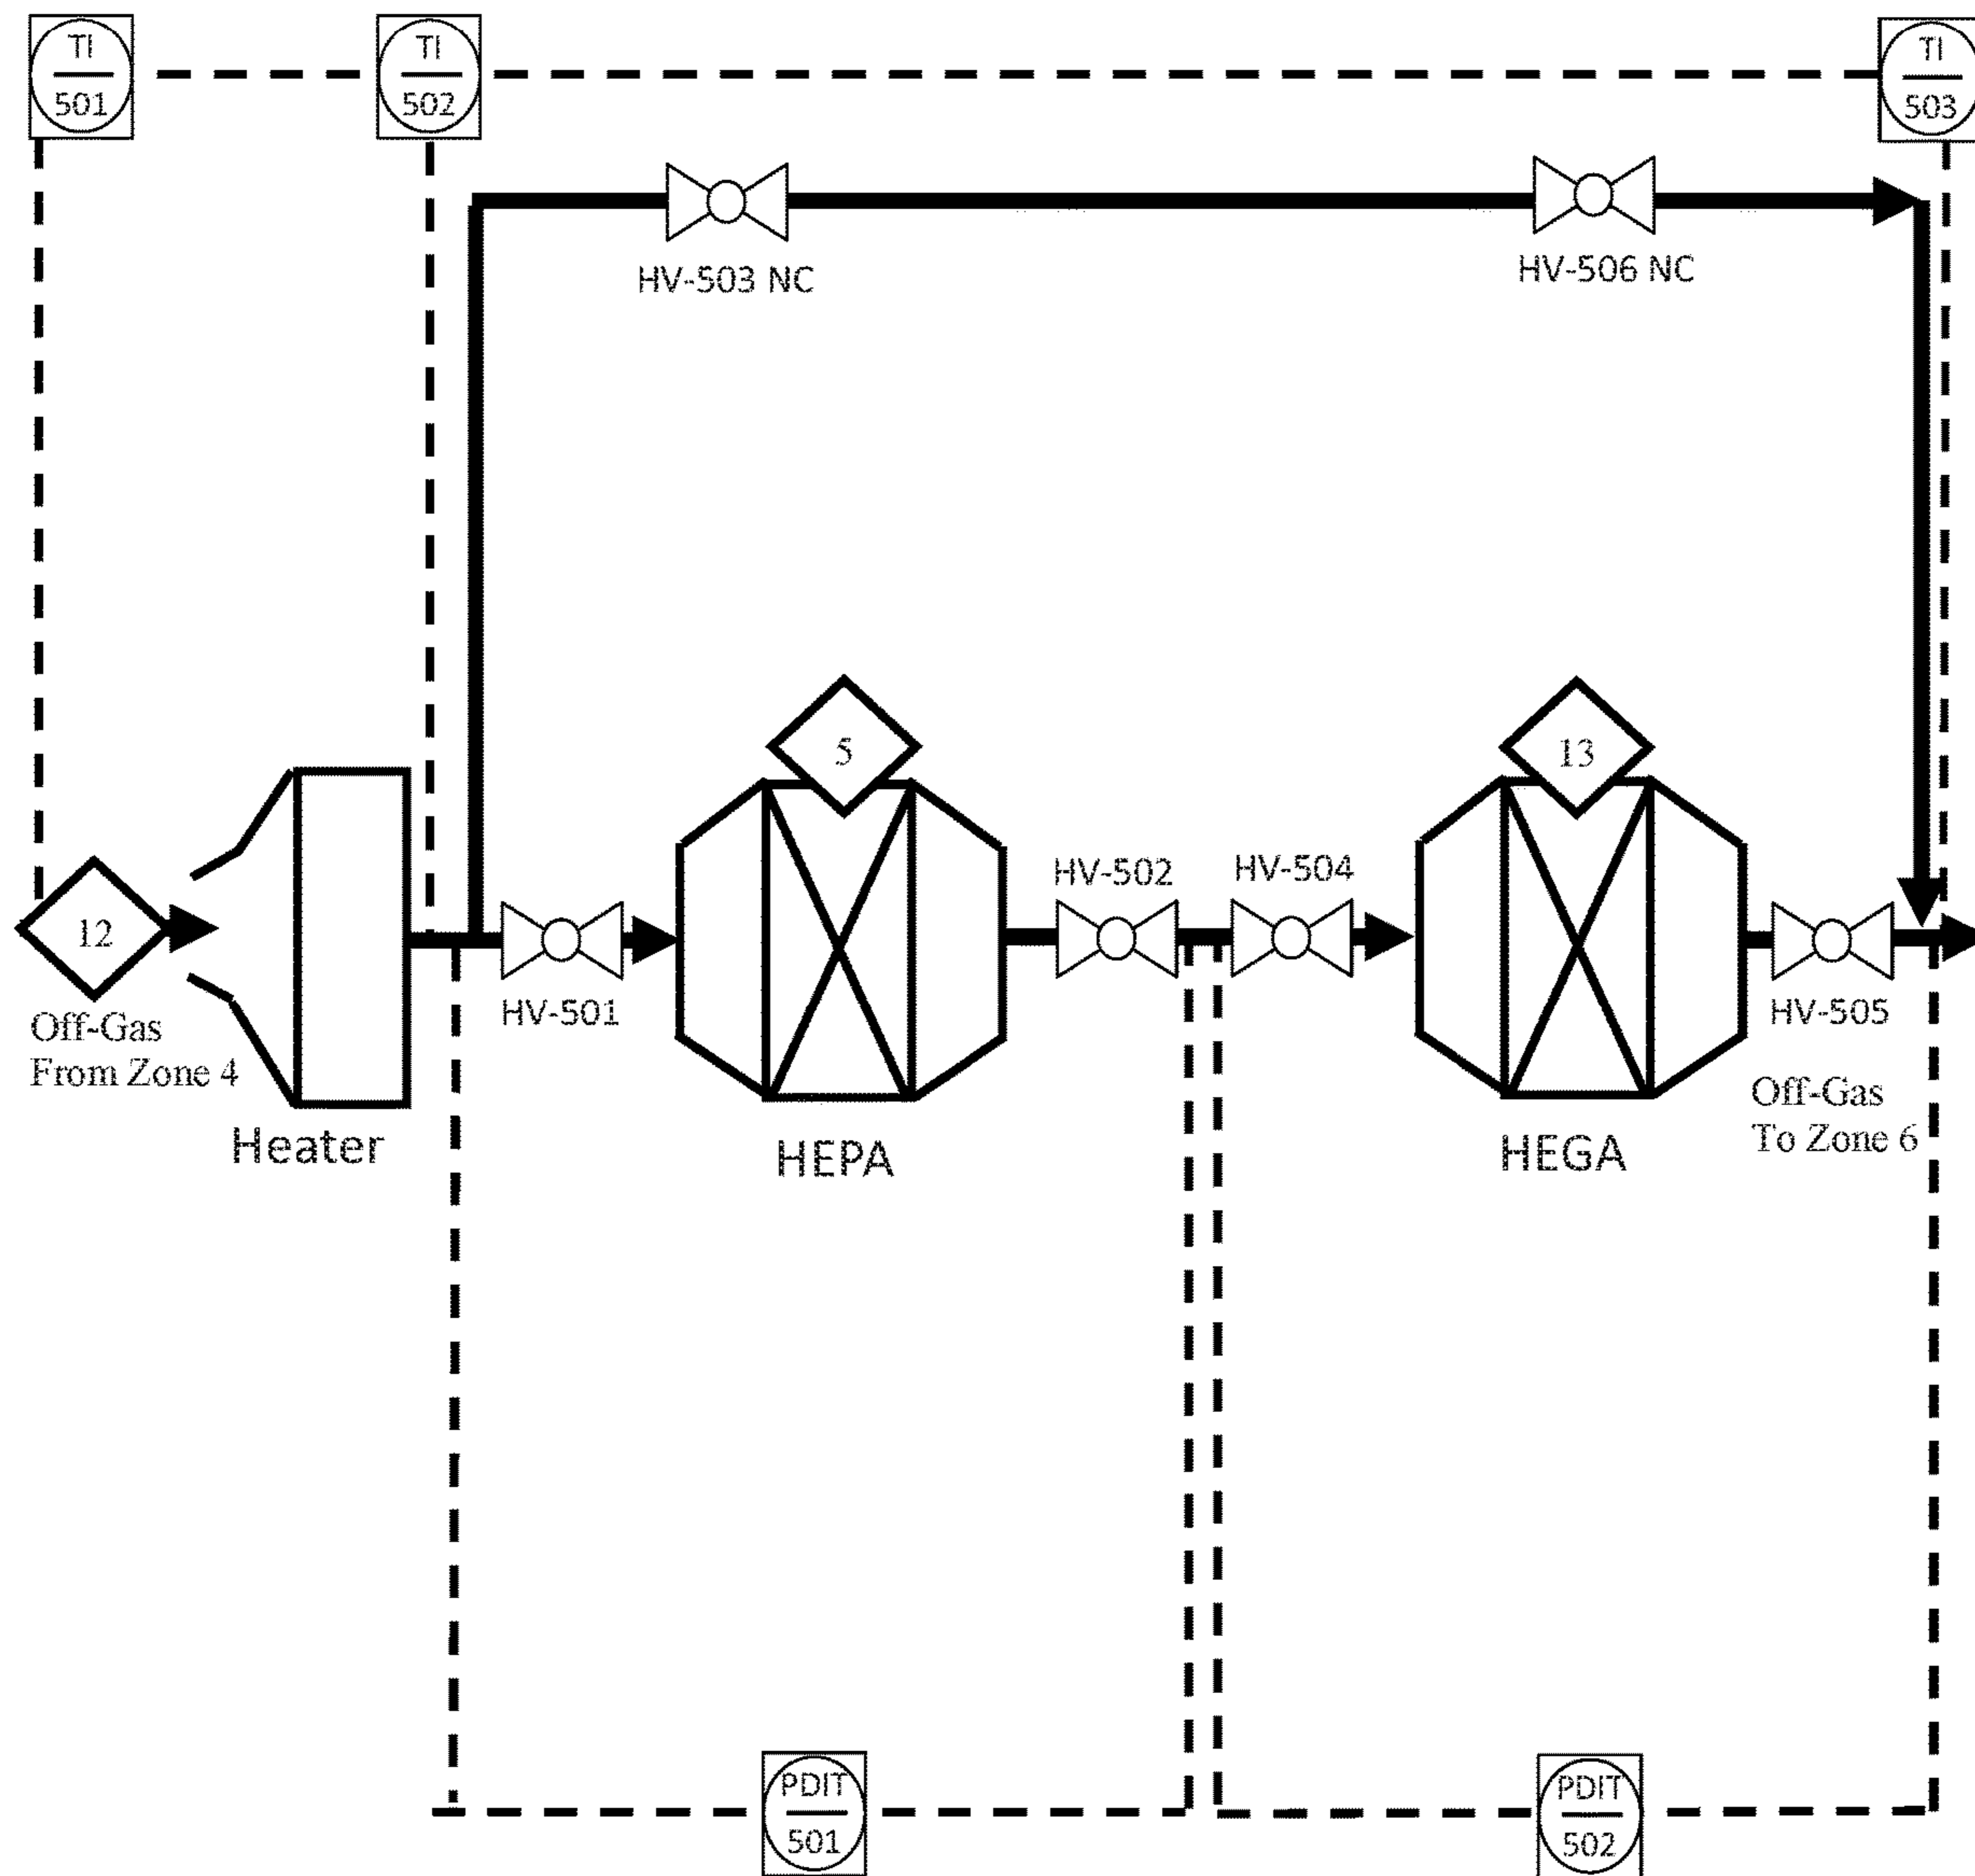 TI
501
TI
502
TI
503
HV-503 NC
HV-506 NC
5
13
HV-502
HV-504
12
HV-501
HV-505
Off-Gas
From Zone 4
Off-Gas
To Zone 6
Heater
HEPA
HEGA
PDIT
501
PDIT
502